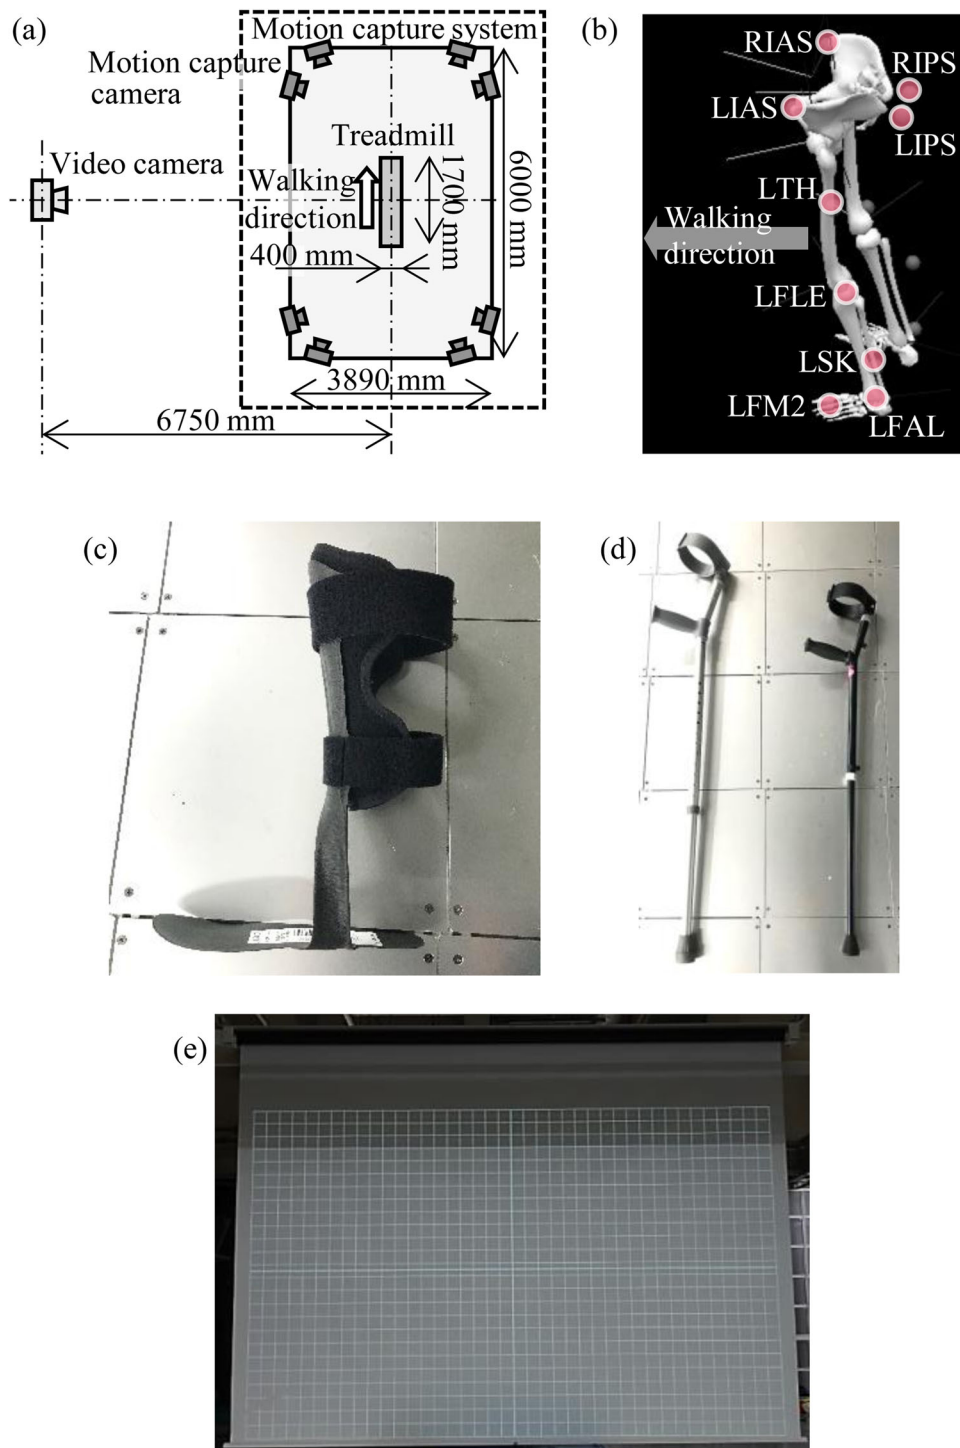 (a)
Motion capture system
Motion capture
camera
Video camera
Treadmill
Walking
direction
1700 mm
6000 mm
400 mm
3890 mm
6750 mm
(b)
RIAS
RIPS
LIAS
LIPS
LTH
Walking
direction
LFLE
LSK
LFM2
LFAL
(c)
(d)
(e)